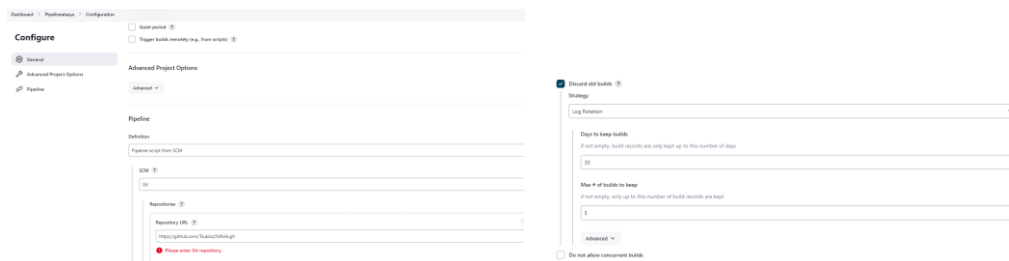 Dashboard > Pipelineatarya > Configuration
Configure
General
Advanced Project Options
Pipeline
Quiet period ?
Trigger builds remotely (e.g., from scripts) ?
Advanced Project Options
Advanced
Pipeline
Definition
Pipeline script from SCM
SCM ?
Git
Repositories ?
Repository URL ?
Please enter Git repository.
Discard old builds ?
Strategy
Log Rotation
Days to keep builds
if not empty, build records are only kept up to this number of days
30
Max # of builds to keep
if not empty, only up to this number of build records are kept
5
Advanced
Do not allow concurrent builds